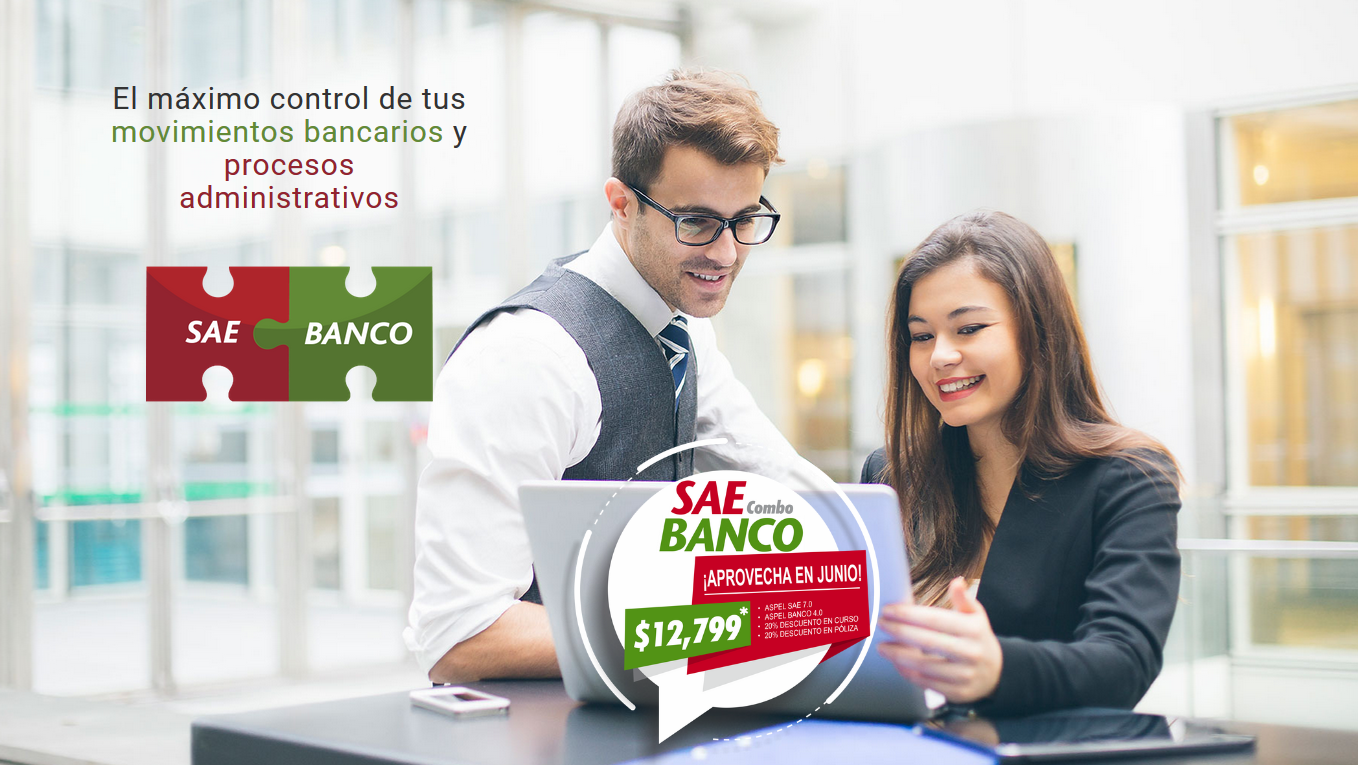 El máximo control de tus
movimientos bancarios y
procesos
administrativos
SAE BANCO
SAE Combo
BANCO
¡APROVECHA EN JUNIO!
$12,799*
• ASPEL SAE 7.0
• ASPEL BANCO 4.0
• 20% DESCUENTO EN CURSO
• 20% DESCUENTO EN PÓLIZA